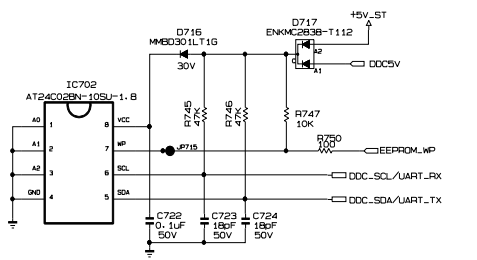 D717
ENKMC2838-T112
+5V_ST
D716
MMBD301LT1G
30V
A2
C
A1
DDC5V
IC702
AT24C02BN-10SU-1.8
R745
47K
R746
47K
R747
10K
A0 1 8 VCC
A1 2 7 WP
JP715
R750
100
EEPROM_WP
A2 3 6 SCL
DDC_SCL/UART_RX
GND 4 5 SDA
DDC_SDA/UART_TX
C722
0.1uF
50V
C723
18pF
50V
C724
18pF
50V